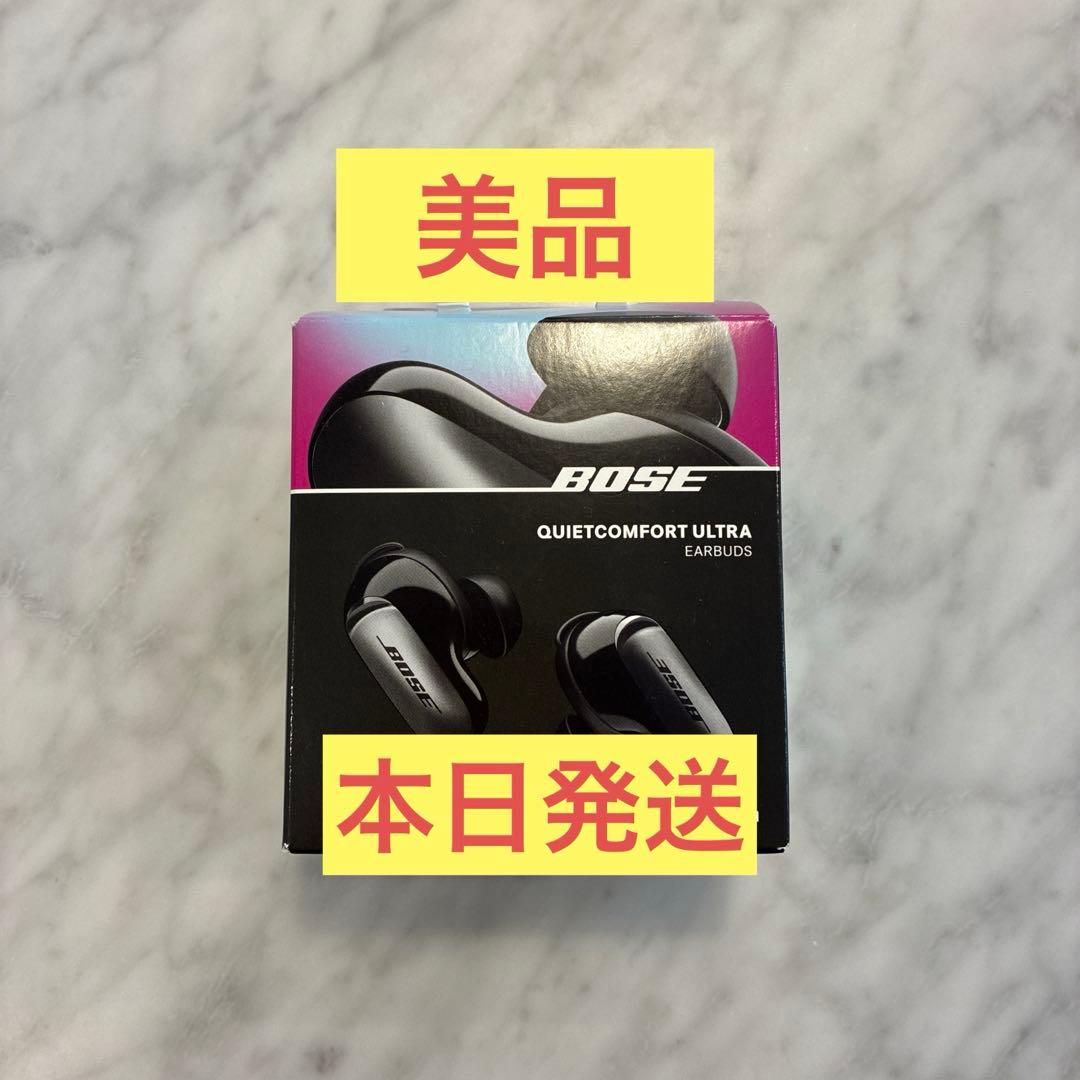 美品
BOSE
QUIETCOMFORT ULTRA
EARBUDS
BOSE
BOSE
本日発送